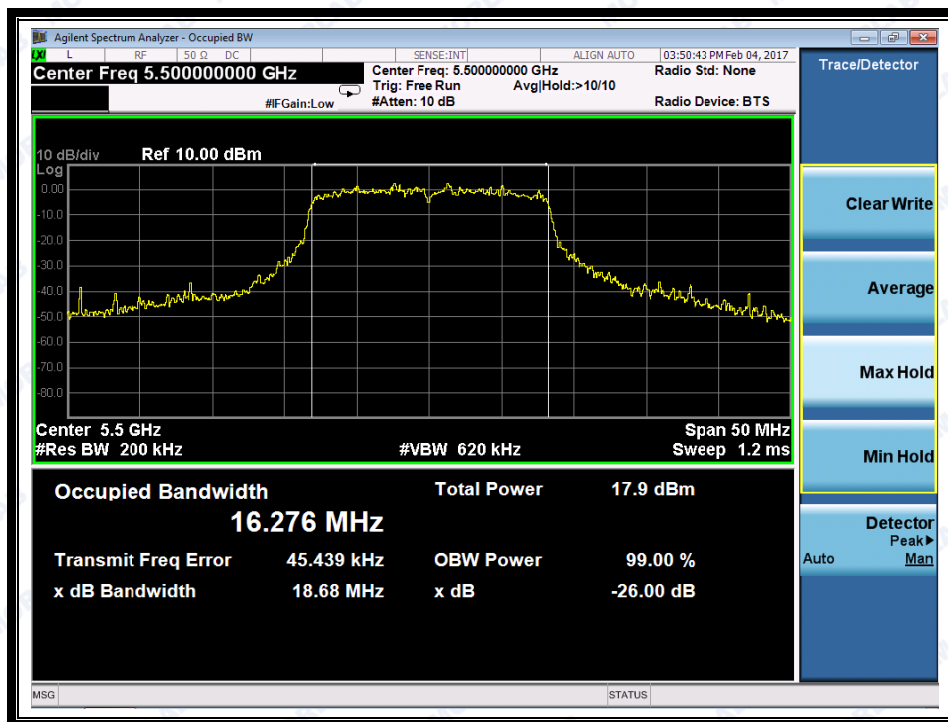 Agilent Spectrum Analyzer - Occupied BW
LXI L RF 50 Ω DC SENSE:INT ALIGN AUTO 03:50:43 PM Feb 04, 2017
Center Freq 5.500000000 GHz
Center Freq: 5.500000000 GHz
Radio Std: None
Trig: Free Run Avg|Hold:>10/10
#IFGain:Low
#Atten: 10 dB
Radio Device: BTS
10 dB/div Ref 10.00 dBm
Log
0.00
-10.0
-20.0
-30.0
-40.0
-50.0
-60.0
-70.0
-80.0
Center 5.5 GHz
Span 50 MHz
#Res BW 200 kHz
#VBW 620 kHz
Sweep 1.2 ms
Occupied Bandwidth
Total Power 17.9 dBm
16.276 MHz
Transmit Freq Error 45.439 kHz
OBW Power 99.00 %
x dB Bandwidth 18.68 MHz
x dB -26.00 dB
MSG
STATUS
Trace/Detector
Clear Write
Average
Max Hold
Min Hold
Detector
Peak▶
Auto Man